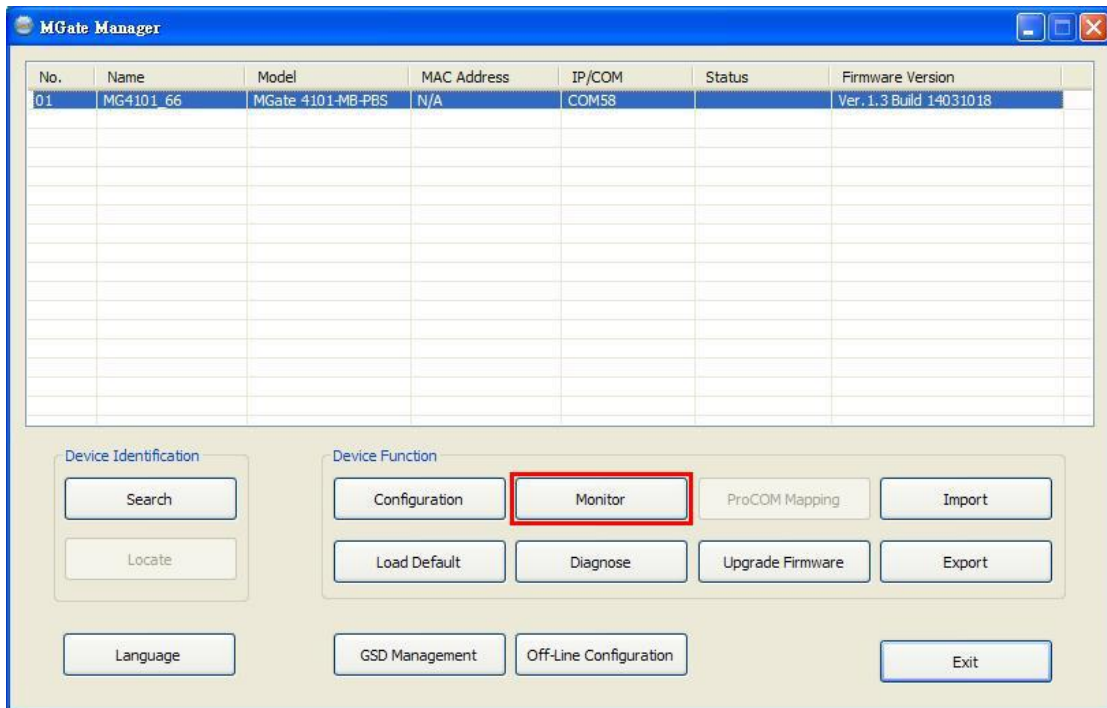 MGate Manager
No. Name Model MAC Address IP/COM Status Firmware Version
01 MG4101_66 MGate 4101-MB-PBS N/A COM58 Ver. 1.3 Build 14031018
Device Identification Device Function
Search Configuration Monitor ProCOM Mapping Import
Locate Load Default Diagnose Upgrade Firmware Export
Language GSD Management Off-Line Configuration Exit